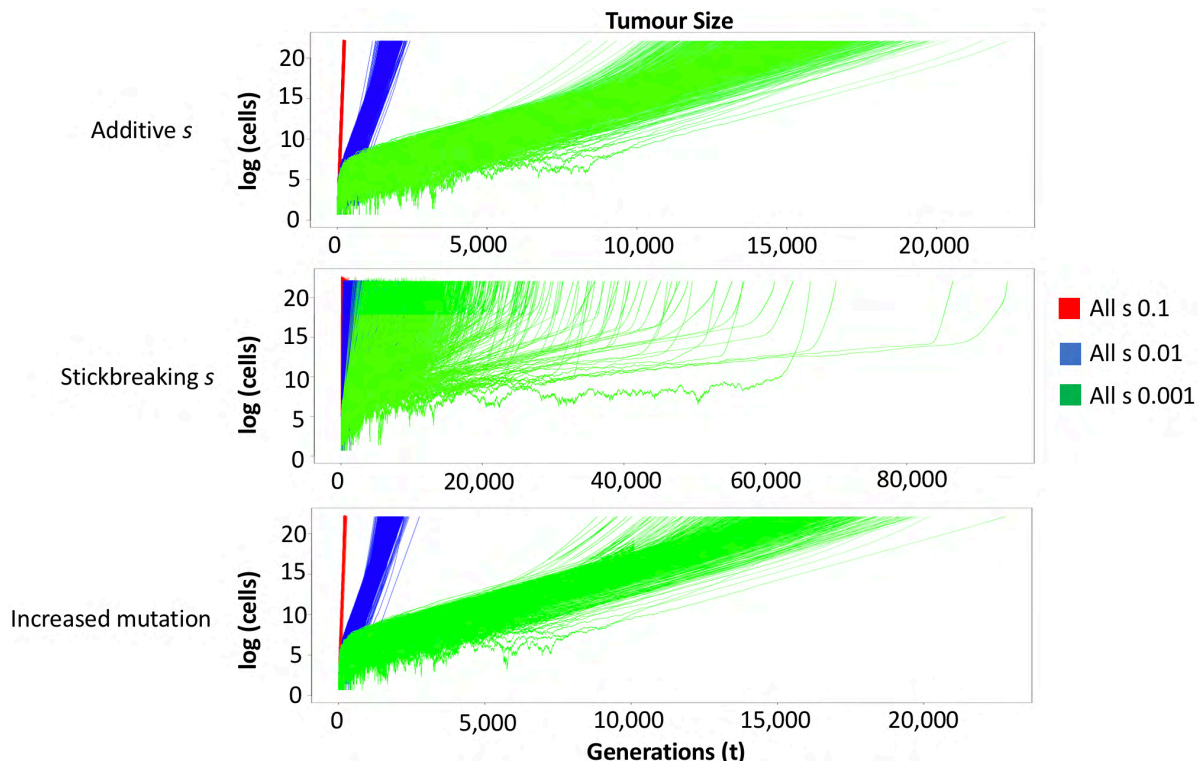 Tumour Size
Additive s
log (cells)
20
15
10
5
0
0 5,000 10,000 15,000 20,000
Stickbreaking s
log (cells)
20
15
10
5
0
0 20,000 40,000 60,000 80,000
All s 0.1
All s 0.01
All s 0.001
Increased mutation
log (cells)
20
15
10
5
0
0 5,000 10,000 15,000 20,000
Generations (t)